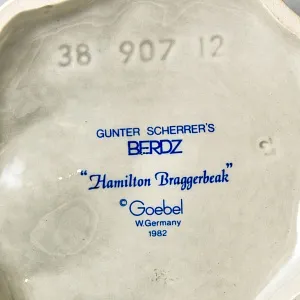 38 907 12
GUNTER SCHERRER'S
BERDZ
"Hamilton Braggerbeak"
© Goebel
W. Germany
1982